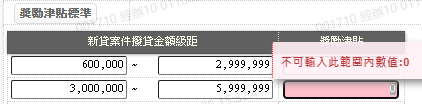 獎勵津貼標準
新貸案件撥貸金額級距 獎勵津貼
600,000 ~ 2,999,999
不可輸入此範圍內數值:0
3,000,000 ~ 5,999,999 0